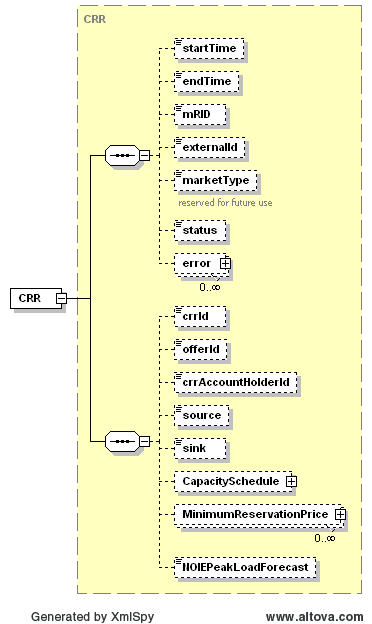 CRR
startTime
endTime
mRID
externalId
marketType
reserved for future use
status
error
0..∞
CRR
crrId
offerId
crrAccountHolderId
source
sink
CapacitySchedule
MinimumReservationPrice
0..∞
NOIEPeakLoadForecast
Generated by XmlSpy
www.altova.com